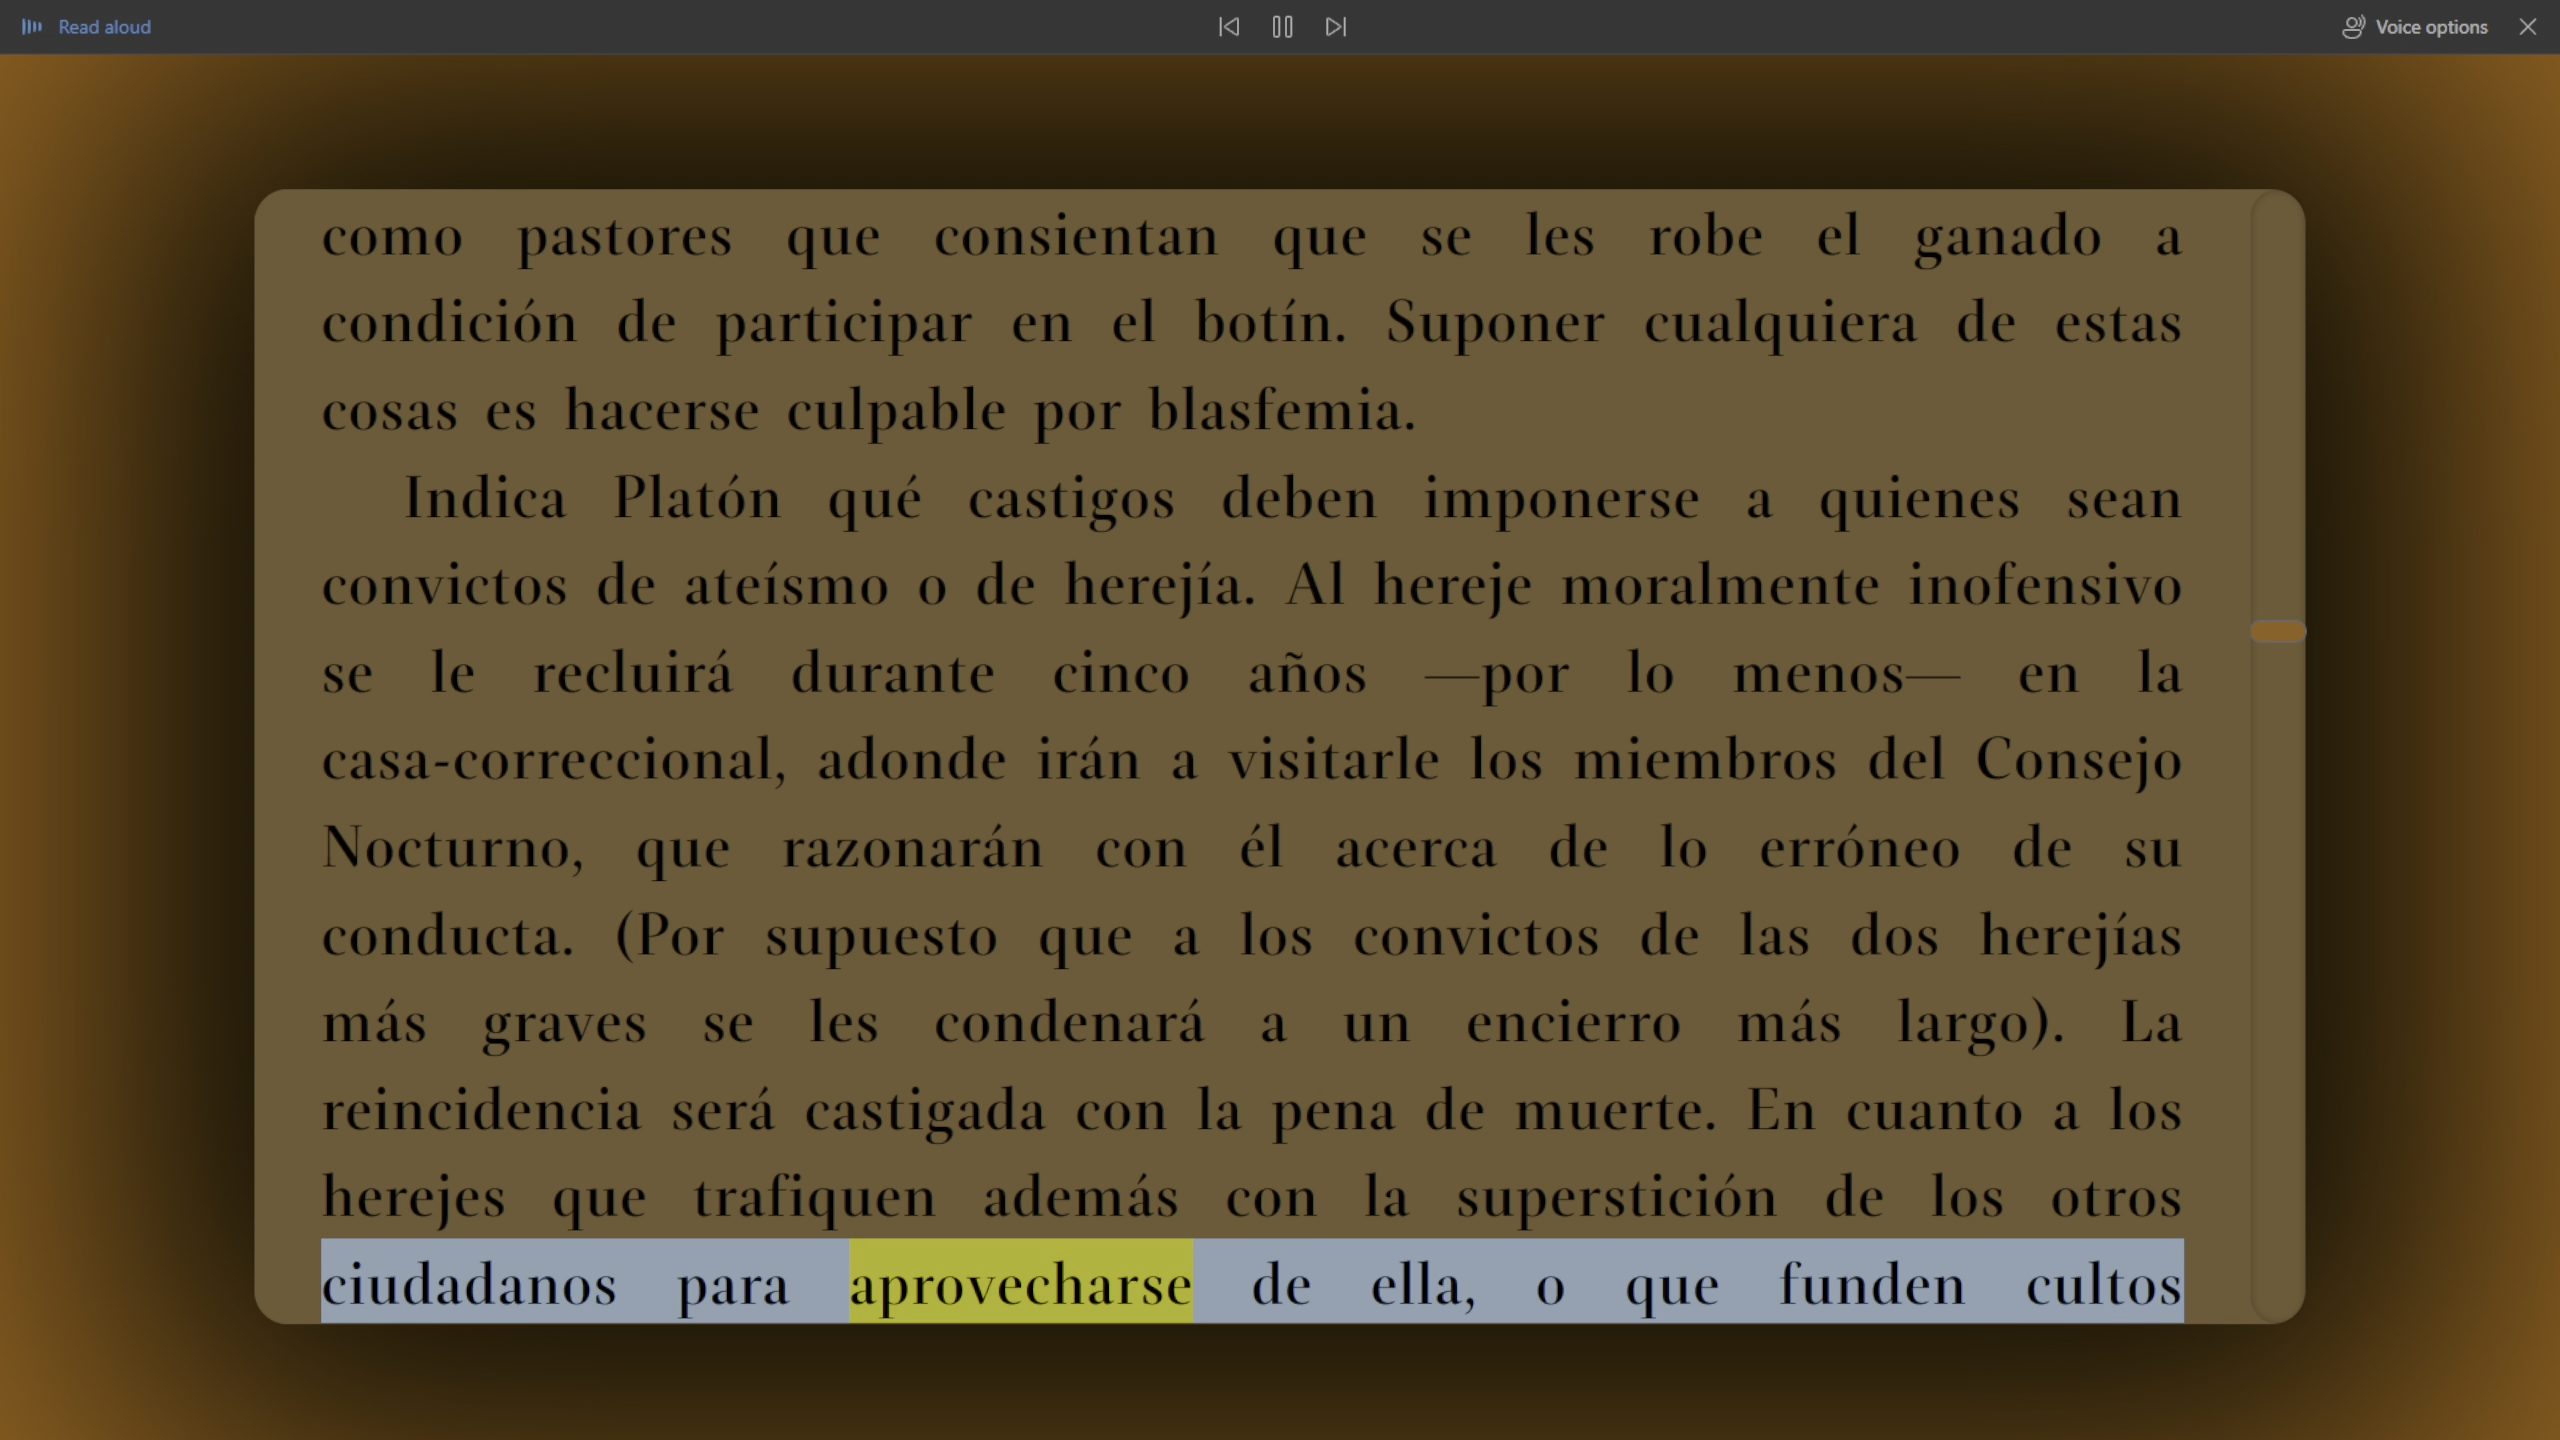 Read aloud
Voice options
como pastores que consientan que se les robe el ganado a
condición de participar en el botín. Suponer cualquiera de estas
cosas es hacerse culpable por blasfemia.
Indica Platón qué castigos deben imponerse a quienes sean
convictos de ateísmo o de herejía. Al hereje moralmente inofensivo
se le recluirá durante cinco años —por lo menos— en la
casa-correccional, adonde irán a visitarle los miembros del Consejo
Nocturno, que razonarán con él acerca de lo erróneo de su
conducta. (Por supuesto que a los convictos de las dos herejías
más graves se les condenará a un encierro más largo). La
reincidencia será castigada con la pena de muerte. En cuanto a los
herejes que trafiquen además con la superstición de los otros
ciudadanos para aprovecharse de ella, o que funden cultos